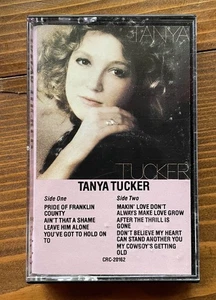 TANYA
TUCKER
TANYA TUCKER
Side One
PRIDE OF FRANKLIN
COUNTY
AIN'T THAT A SHAME
LEAVE HIM ALONE
YOU'VE GOT TO HOLD ON
TO
Side Two
MAKIN' LOVE DON'T
ALWAYS MAKE LOVE GROW
AFTER THE THRILL IS
GONE
DON'T BELIEVE MY HEART
CAN STAND ANOTHER YOU
MY COWBOY'S GETTING
OLD
CRC-20162